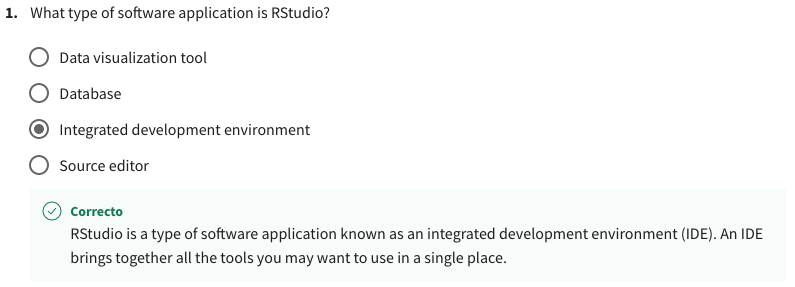 1. What type of software application is RStudio?
Data visualization tool
Database
Integrated development environment
Source editor
Correcto
RStudio is a type of software application known as an integrated development environment (IDE). An IDE
brings together all the tools you may want to use in a single place.